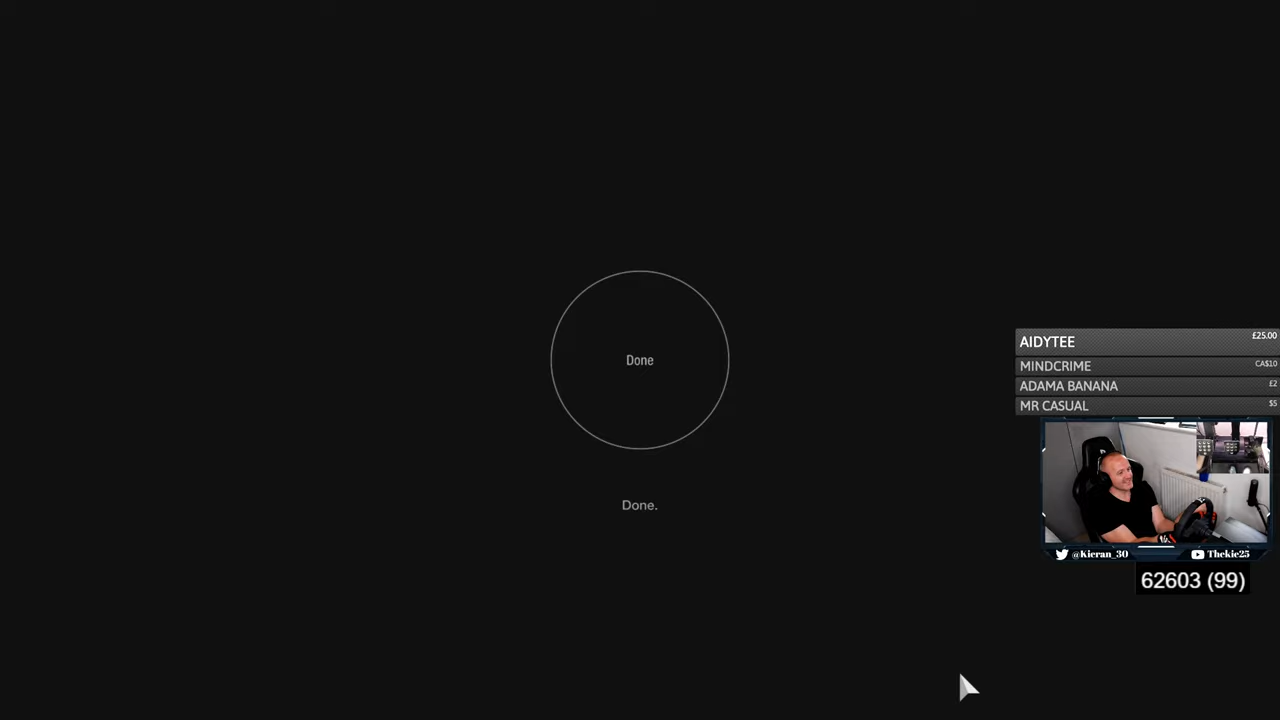 Done
Done.
AIDYTEE £25.00
MINDCRIME CA$10
ADAMA BANANA £2
MR CASUAL $5
@Kieran_30 Thekie25
62603 (99)